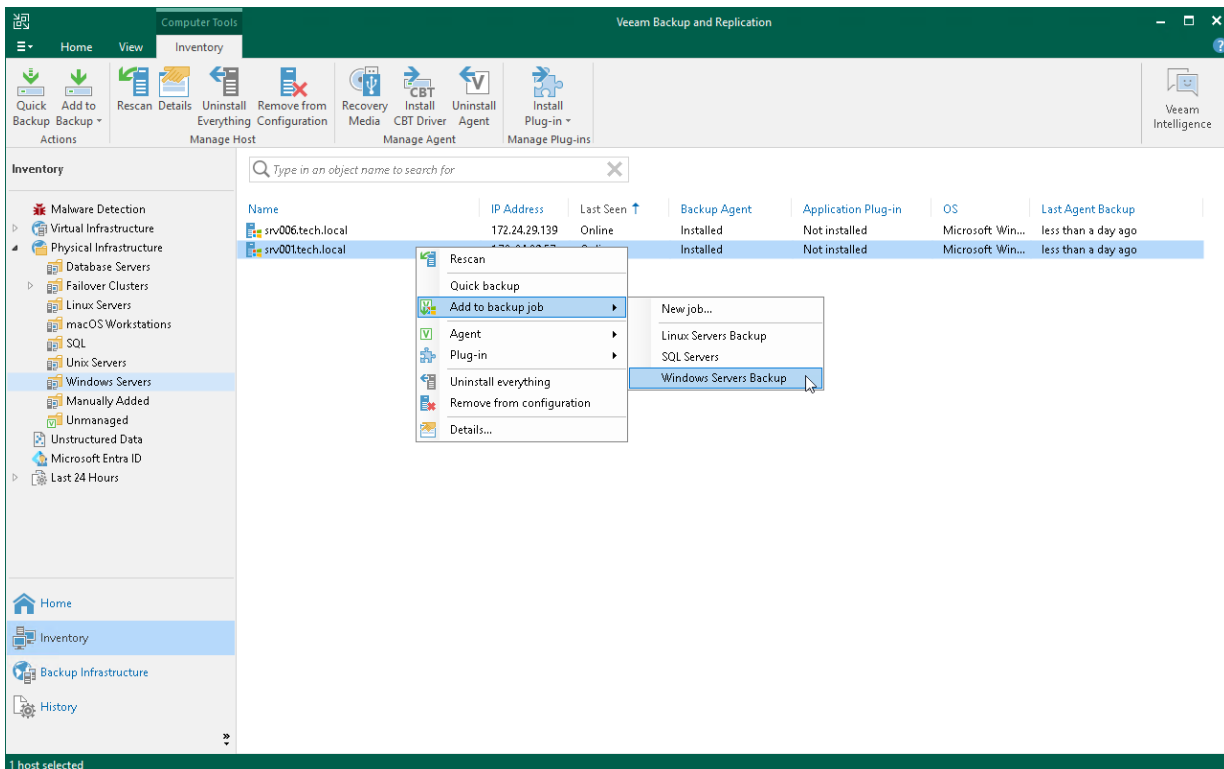 Computer Tools
Veeam Backup and Replication
Home View Inventory
Quick Backup
Add to Backup
Rescan
Details
Uninstall Everything
Remove from Configuration
Recovery Media
Install CBT Driver
Uninstall Agent
Install Plug-in
Veeam Intelligence
Actions
Manage Host
Manage Agent
Manage Plug-ins
Inventory
Type in an object name to search for
Malware Detection
Virtual Infrastructure
Physical Infrastructure
Database Servers
Failover Clusters
Linux Servers
macOS Workstations
SQL
Unix Servers
Windows Servers
Manually Added
Unmanaged
Unstructured Data
Microsoft Entra ID
Last 24 Hours
Name IP Address Last Seen Backup Agent Application Plug-in OS Last Agent Backup
srv006.tech.local 172.24.29.139 Online Installed Not installed Microsoft Win... less than a day ago
srv001.tech.local Installed Not installed Microsoft Win... less than a day ago
Rescan
Quick backup
Add to backup job
Agent
Plug-in
Uninstall everything
Remove from configuration
Details...
New job...
Linux Servers Backup
SQL Servers
Windows Servers Backup
Home
Inventory
Backup Infrastructure
History
1 host selected